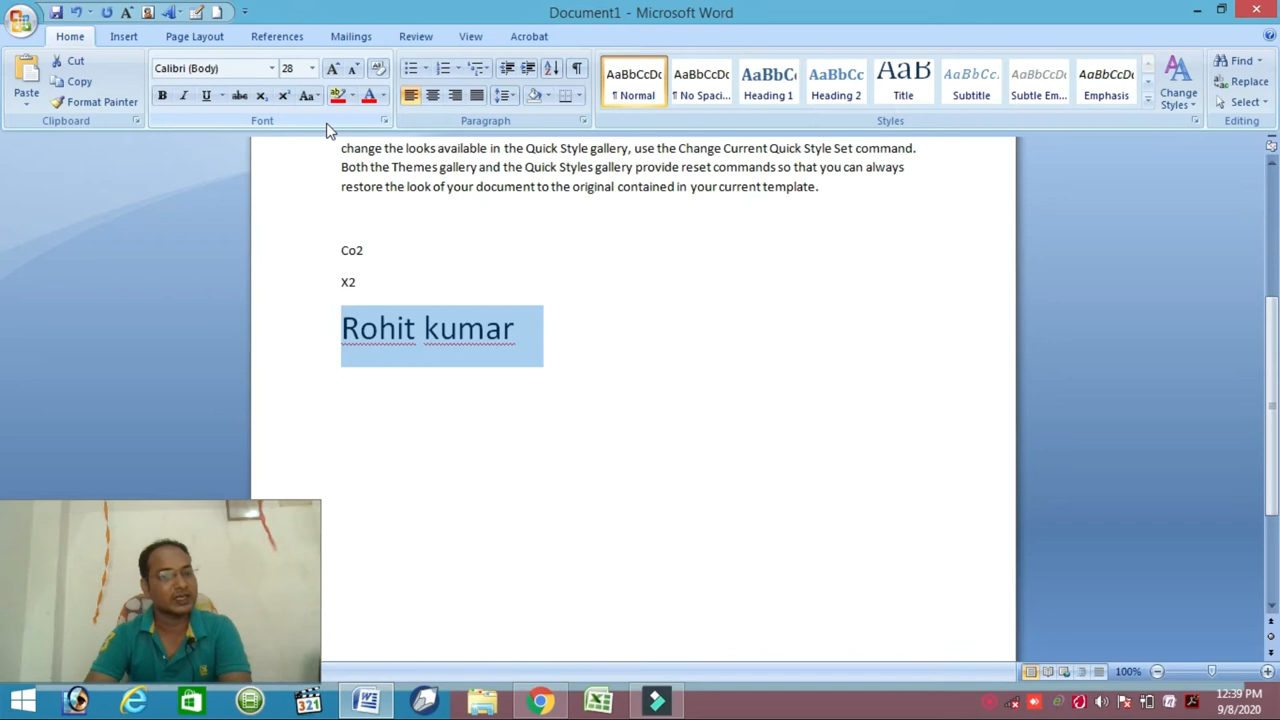 Document1 - Microsoft Word
Home Insert Page Layout References Mailings Review View Acrobat
Paste
Cut
Copy
Format Painter
Clipboard
Calibri (Body) 28
Font
Paragraph
AaBbCcDc AaBbCcDc AaBbC AaBbCc AaB AaBbCc. AaBbCcDc AaBbCcDc
¶ Normal ¶ No Spaci... Heading 1 Heading 2 Title Subtitle Subtle Em... Emphasis
Change Styles
Styles
Find
Replace
Select
Editing
change the looks available in the Quick Style gallery, use the Change Current Quick Style Set command.
Both the Themes gallery and the Quick Styles gallery provide reset commands so that you can always
restore the look of your document to the original contained in your current template.
Co2
X2
Rohit kumar
100%
321
12:39 PM
9/8/2020